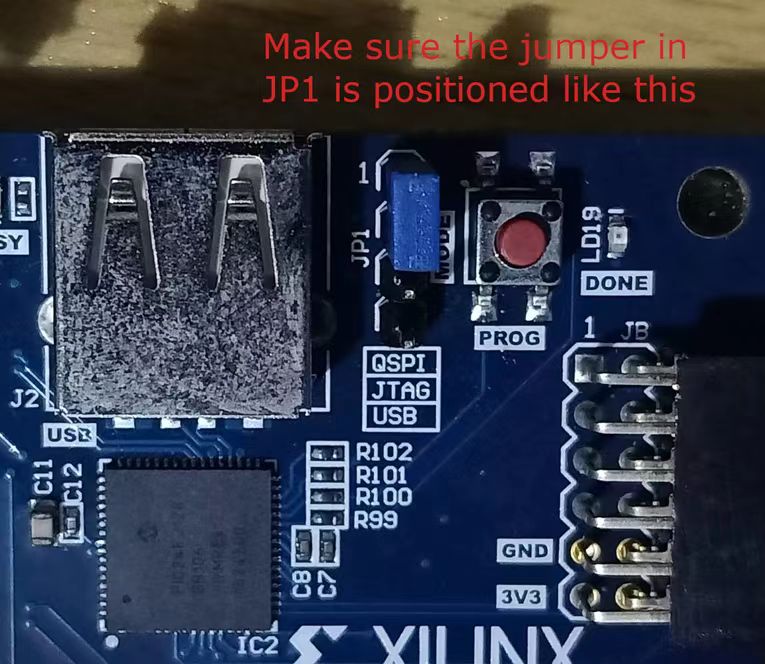 Make sure the jumper in
JP1 is positioned like this
1
JP1
MODE
LD19
DONE
PROG
1 JB
QSPI
JTAG
USB
J2
USB
SY
C11
C12
R102
R101
R100
R99
C8
C7
GND
3V3
IC2
XILINX